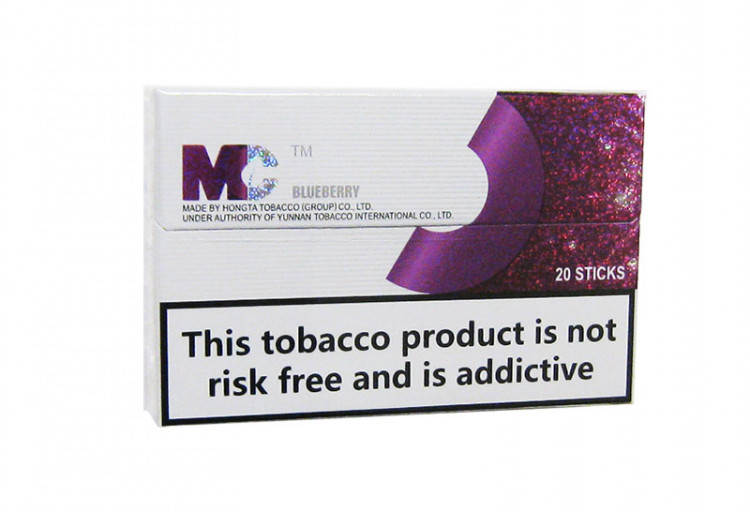 MC ™
BLUEBERRY
MADE BY HONGTA TOBACCO (GROUP) CO., LTD.
UNDER AUTHORITY OF YUNNAN TOBACCO INTERNATIONAL CO., LTD.
20 STICKS
This tobacco product is not
risk free and is addictive